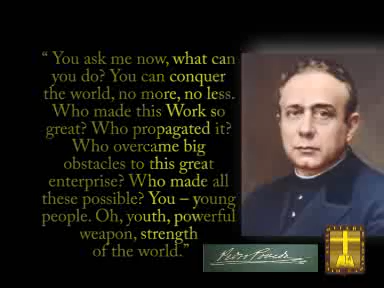 “ You ask me now, what can
you do? You can conquer
the world, no more, no less.
Who made this Work so
great? Who propagated it?
Who overcame big
obstacles to this great
enterprise? Who made all
these possible? You – young
people. Oh, youth, powerful
weapon, strength
of the world.”